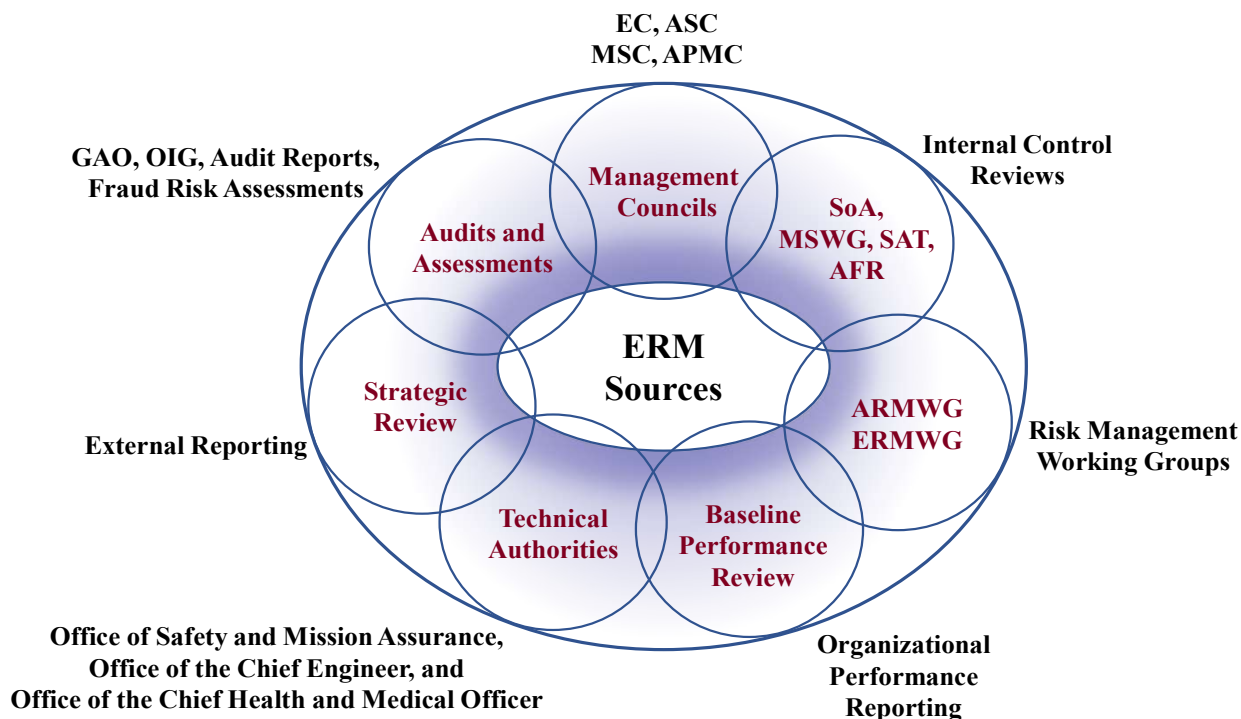 EC, ASC
MSC, APMC
GAO, OIG, Audit Reports,
Fraud Risk Assessments
Internal Control
Reviews
Management
Councils
Audits and
Assessments
SoA,
MSWG, SAT,
AFR
ERM
Sources
Strategic
Review
ARMWG
ERMWG
External Reporting
Risk Management
Working Groups
Technical
Authorities
Baseline
Performance
Review
Office of Safety and Mission Assurance,
Office of the Chief Engineer, and
Office of the Chief Health and Medical Officer
Organizational
Performance
Reporting